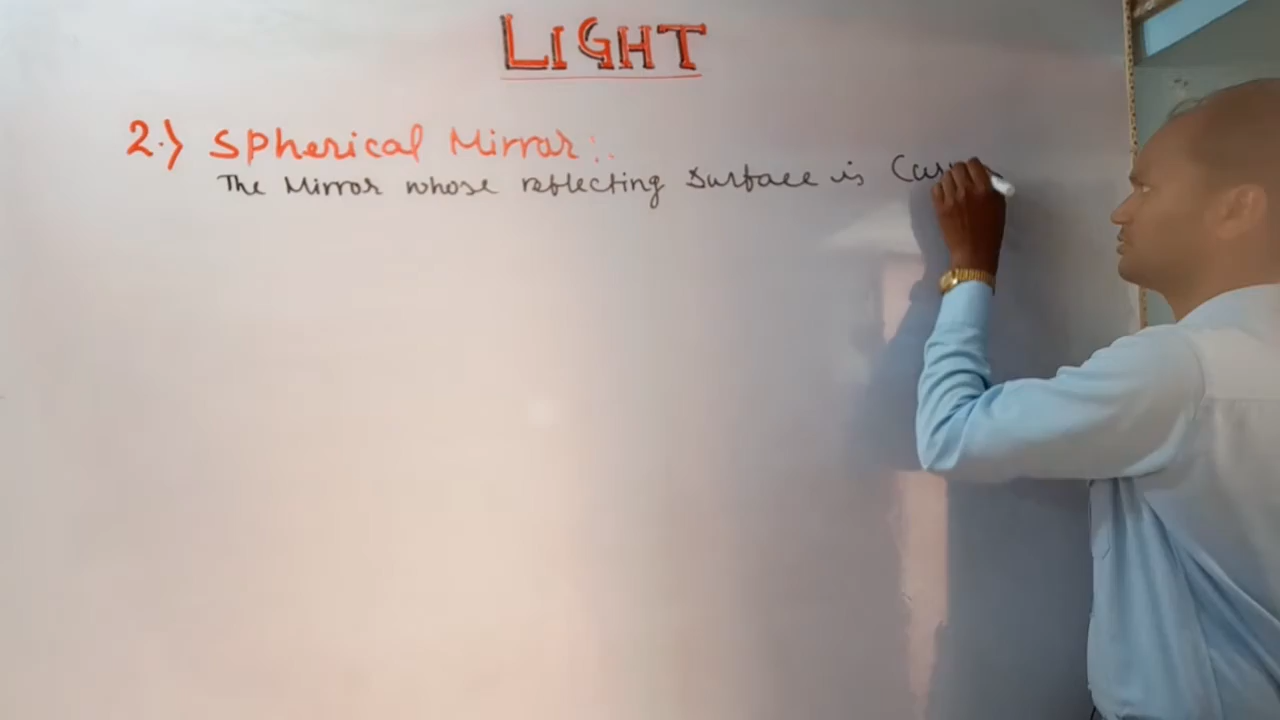 LIGHT
2.) Spherical Mirror:.
The Mirror whose reflecting surface is